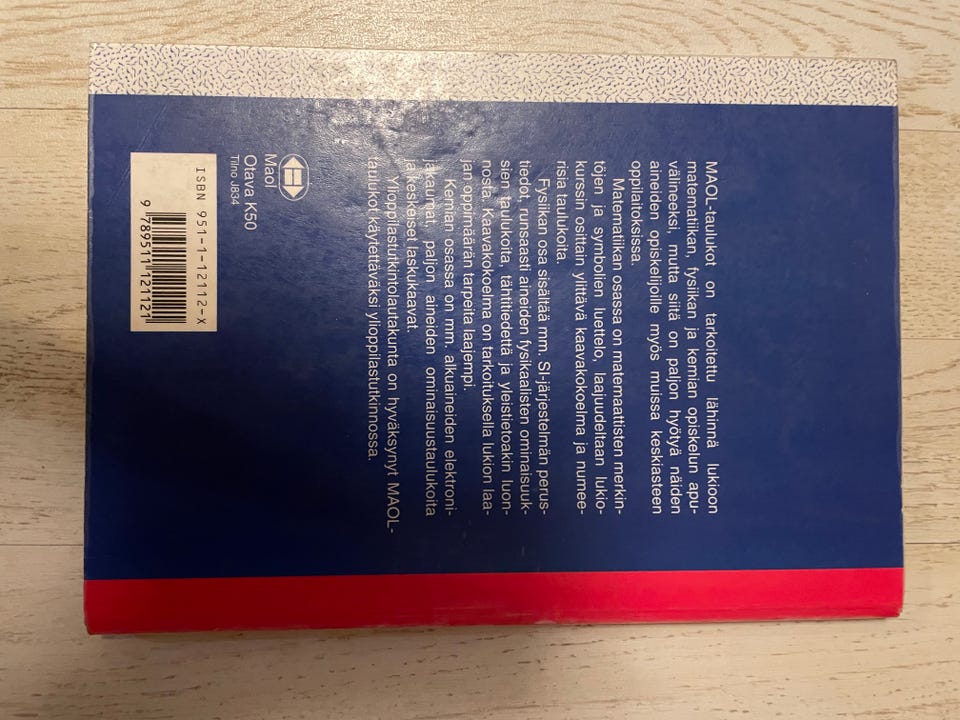 MAOL-taulukot on tarkoitettu lähinnä lukioon
matematiikan, fysiikan ja kemian opiskelun apu-
välineeksi, mutta siitä on paljon hyötyä näiden
aineiden opiskelijoille myös muissa keskiasteen
oppilaitoksissa.
Matematiikan osassa on matemaattisten merkin-
töjen ja symbolien luettelo, laajuudeltaan lukio-
kurssin osittain ylittävä kaavakokoelma ja numee-
risia taulukoita.
Fysiikan osa sisältää mm. SI-järjestelmän perus-
tiedot, runsaasti aineiden fysikaalisten ominaisuuk-
sien taulukoita, tähtiedettä ja yleistietoakin luon-
nosta. Kaavakokoelma on tarkoituksella lukion laa-
jan oppimäärän tarpeita laajempi.
Kemian osassa on mm. alkuaineiden elektroni-
jakaumat, paljon aineiden ominaisuustaulukoita
ja keskeiset laskukaavat.
Ylioppilastutkintolautakunta on hyväksynyt MAOL-
taulukot käytettäväksi ylioppilastutkinnossa.
Maol
Otava K50
Tilno J834
ISBN 951-1-12112-X
9 789511 121121